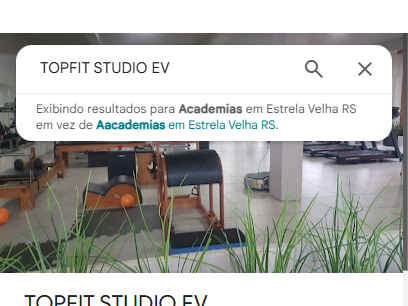 TOPFIT STUDIO EV
Exibindo resultados para Academias em Estrela Velha RS
em vez de Aacademias em Estrela Velha RS.
TOPFIT STUDIO EV